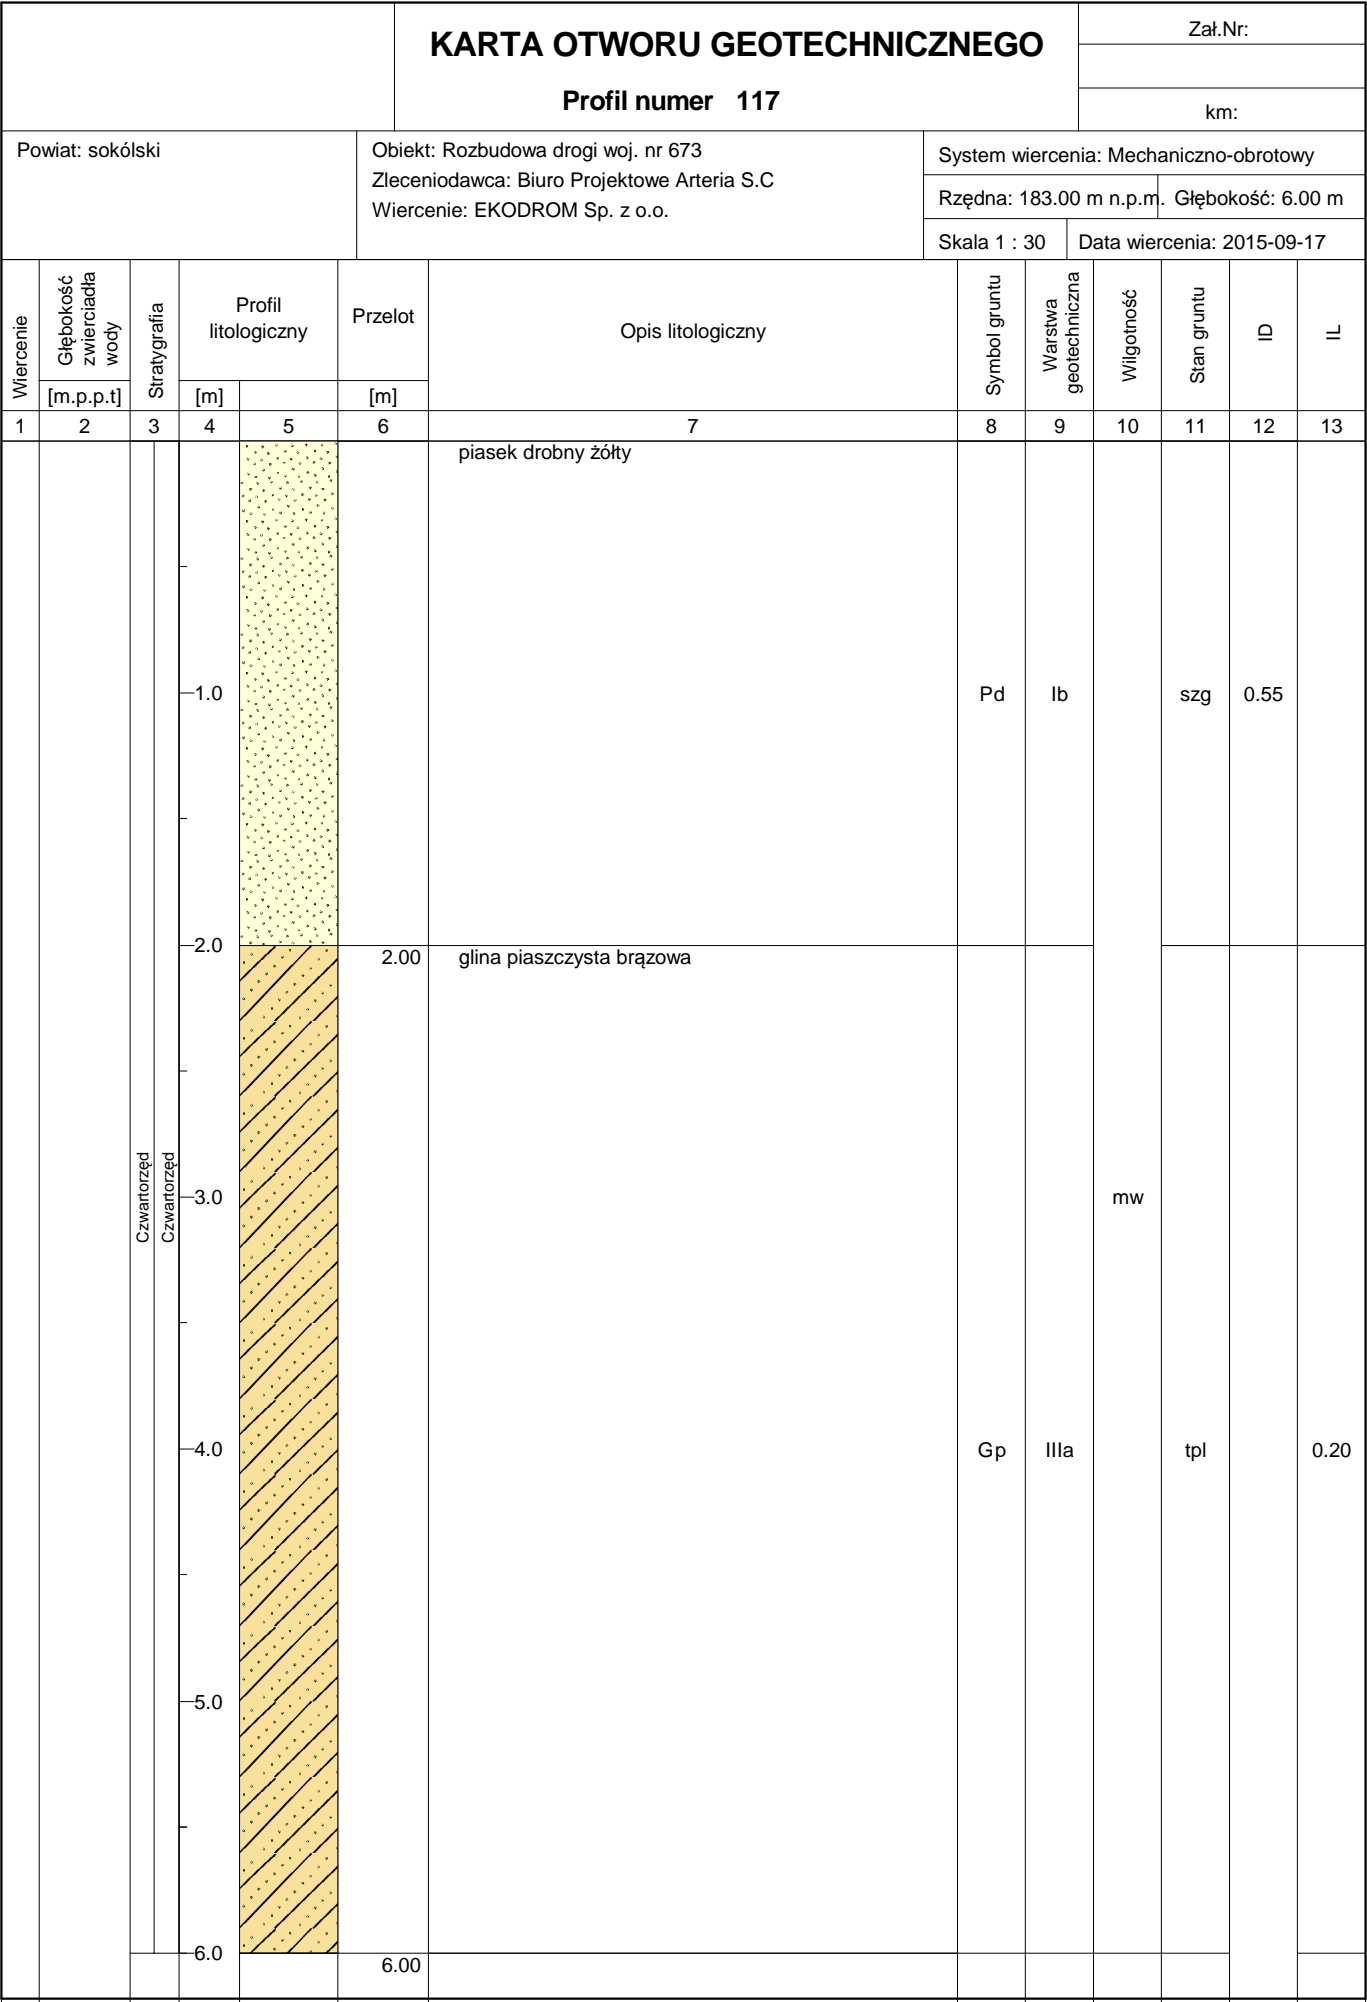 KARTA OTWORU GEOTECHNICZNEGO
Profil numer 117
Zał.Nr:
km:
Powiat: sokólski
Obiekt: Rozbudowa drogi woj. nr 673
Zleceniodawca: Biuro Projektowe Arteria S.C
Wiercenie: EKODROM Sp. z o.o.
System wiercenia: Mechaniczno-obrotowy
Rzędna: 183.00 m n.p.m. Głębokość: 6.00 m
Skala 1 : 30 Data wiercenia: 2015-09-17
Wiercenie
Głębokość
zwierciadła
wody
[m.p.p.t]
Stratygrafia
Profil
litologiczny
[m]
Przelot
[m]
Opis litologiczny
Symbol gruntu
Warstwa
geotechniczna
Wilgotność
Stan gruntu
ID
IL
1 2 3 4 5 6 7 8 9 10 11 12 13
piasek drobny żółty
1.0 Pd Ib szg 0.55
2.0
2.00 glina piaszczysta brązowa
Czwartorzęd
Czwartorzęd
3.0 mw
4.0 Gp IIIa tpl 0.20
5.0
6.0
6.00